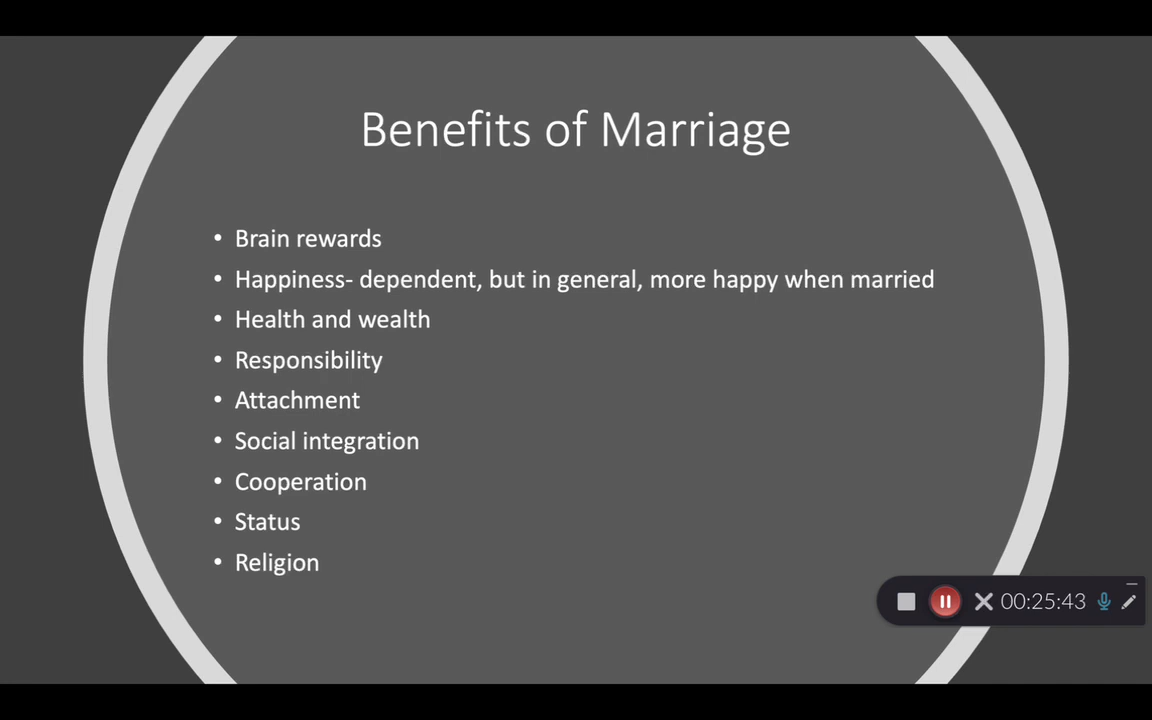 Benefits of Marriage
• Brain rewards
• Happiness- dependent, but in general, more happy when married
• Health and wealth
• Responsibility
• Attachment
• Social integration
• Cooperation
• Status
• Religion
00:25:43